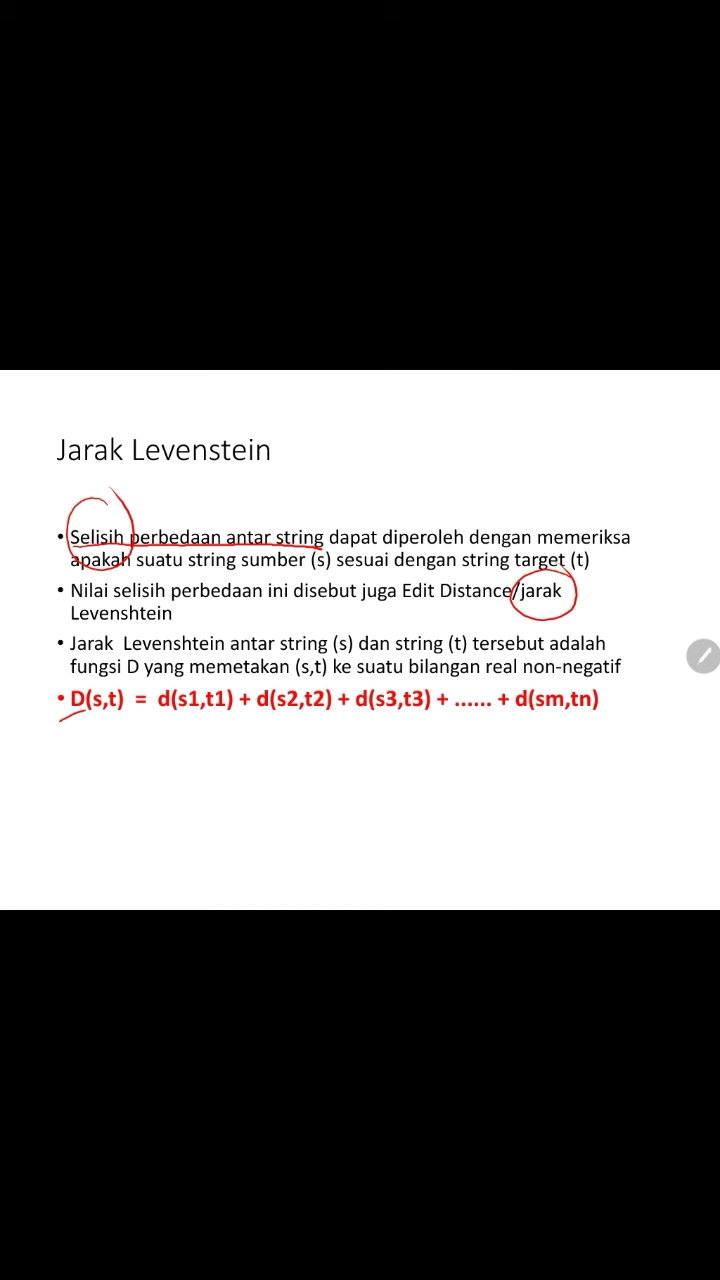 Jarak Levenstein
• Selisih perbedaan antar string dapat diperoleh dengan memeriksa
apakah suatu string sumber (s) sesuai dengan string target (t)
• Nilai selisih perbedaan ini disebut juga Edit Distance/jarak
Levenshtein
• Jarak Levenshtein antar string (s) dan string (t) tersebut adalah
fungsi D yang memetakan (s,t) ke suatu bilangan real non-negatif
• D(s,t) = d(s1,t1) + d(s2,t2) + d(s3,t3) + ...... + d(sm,tn)